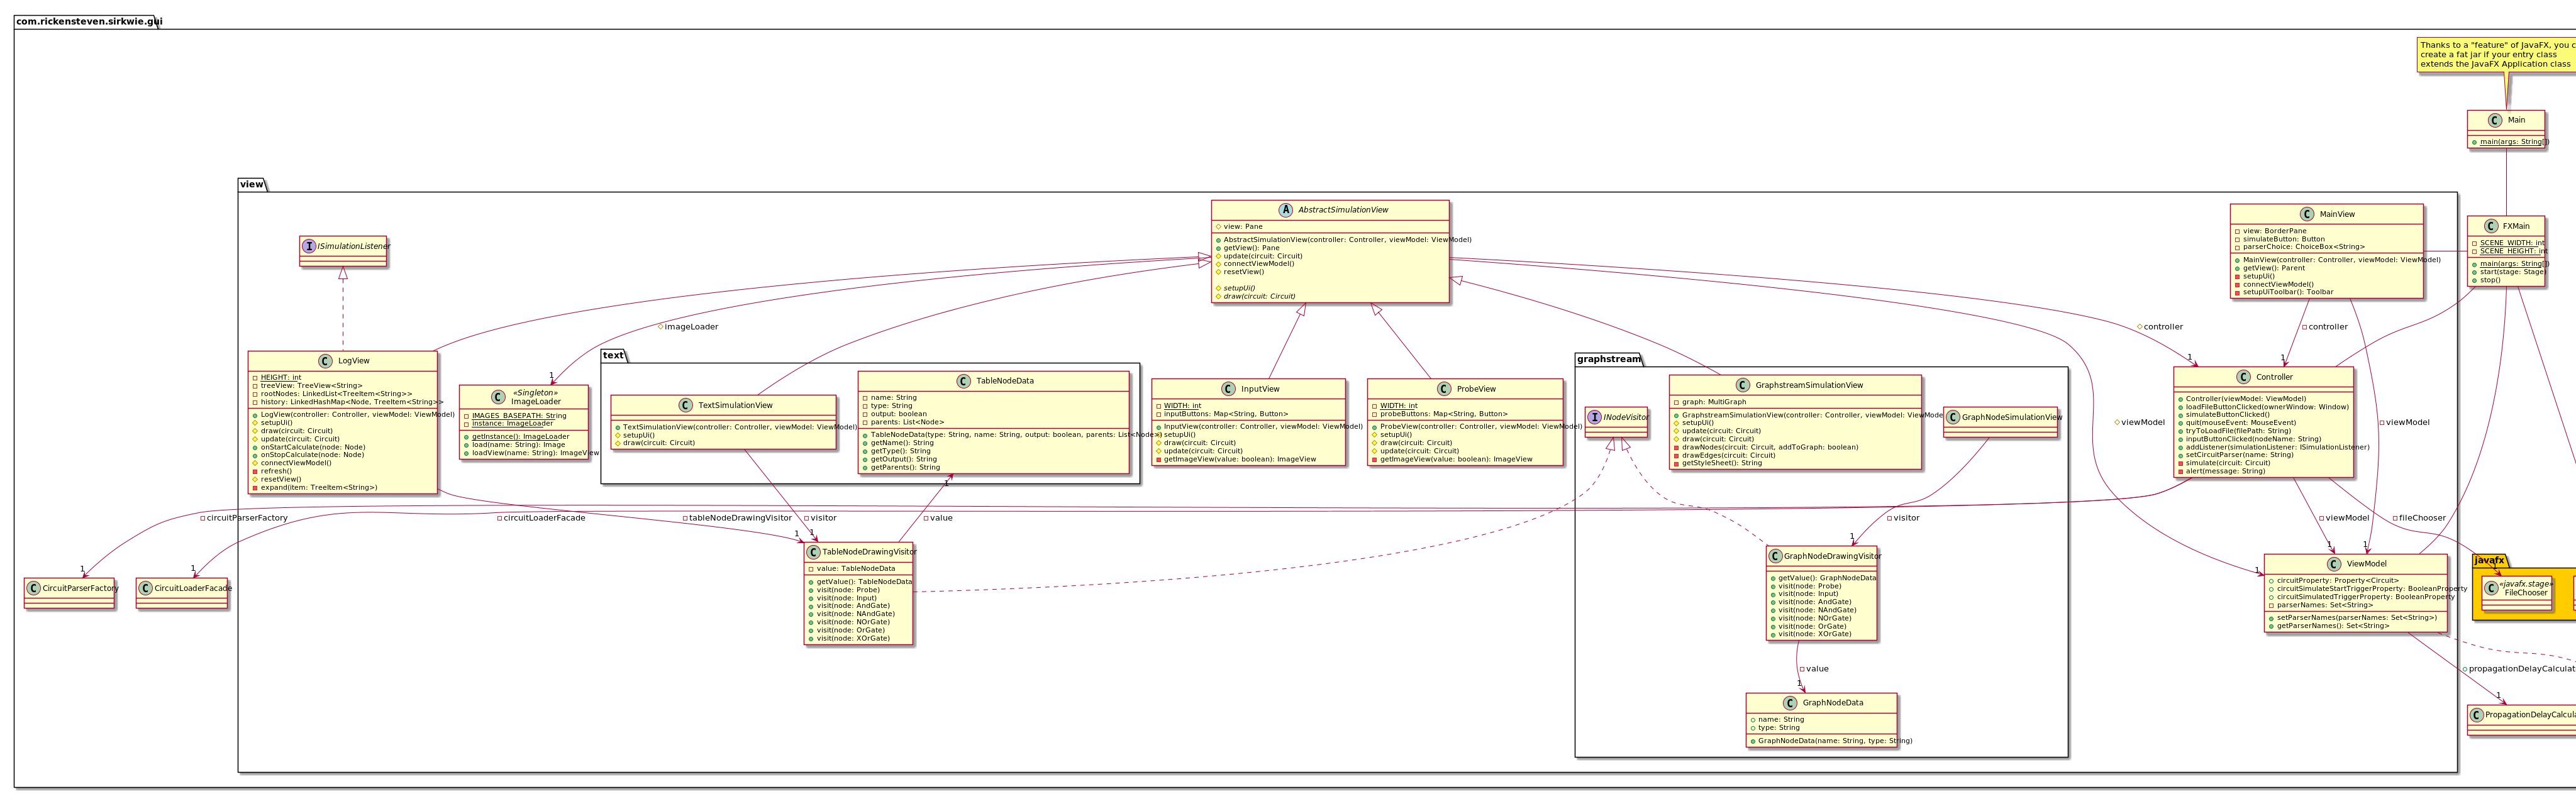 com.rickensteven.sirkwie.gui
Thanks to a "feature" of JavaFX, you c
create a fat jar if your entry class
extends the JavaFX Application class
C Main
main(args: String[])
view
A AbstractSimulationView
view: Pane
AbstractSimulationView(controller: Controller, viewModel: ViewModel)
getView(): Pane
update(circuit: Circuit)
connectViewModel()
resetView()
setupUi()
draw(circuit: Circuit)
C MainView
view: BorderPane
simulateButton: Button
parserChoice: ChoiceBox<String>
MainView(controller: Controller, viewModel: ViewModel)
getView(): Parent
setupUi()
connectViewModel()
setupUiToolbar(): Toolbar
C FXMain
SCENE_WIDTH: int
SCENE_HEIGHT: int
main(args: String[])
start(stage: Stage)
stop()
I ISimulationListener
imageLoader
controller
controller
C LogView
HEIGHT: int
treeView: TreeView<String>
rootNodes: LinkedList<TreeItem<String>>
history: LinkedHashMap<Node, TreeItem<String>>
LogView(controller: Controller, viewModel: ViewModel)
setupUi()
draw(circuit: Circuit)
update(circuit: Circuit)
onStartCalculate(node: Node)
onStopCalculate(node: Node)
connectViewModel()
refresh()
resetView()
expand(item: TreeItem<String>)
1
C «Singleton»
ImageLoader
IMAGES_BASEPATH: String
instance: ImageLoader
getInstance(): ImageLoader
load(name: String): Image
loadView(name: String): ImageView
text
C TextSimulationView
TextSimulationView(controller: Controller, viewModel: ViewModel)
setupUi()
draw(circuit: Circuit)
C TableNodeData
name: String
type: String
output: boolean
parents: List<Node>
TableNodeData(type: String, name: String, output: boolean, parents: List<Node>)
getName(): String
getType(): String
getOutput(): String
getParents(): String
1
C InputView
WIDTH: int
inputButtons: Map<String, Button>
InputView(controller: Controller, viewModel: ViewModel)
setupUi()
draw(circuit: Circuit)
update(circuit: Circuit)
getImageView(value: boolean): ImageView
C ProbeView
WIDTH: int
probeButtons: Map<String, Button>
ProbeView(controller: Controller, viewModel: ViewModel)
setupUi()
draw(circuit: Circuit)
update(circuit: Circuit)
getImageView(value: boolean): ImageView
graphstream
I INodeVisitor
C GraphstreamSimulationView
graph: MultiGraph
GraphstreamSimulationView(controller: Controller, viewModel: ViewMode
setupUi()
update(circuit: Circuit)
draw(circuit: Circuit)
drawNodes(circuit: Circuit, addToGraph: boolean)
drawEdges(circuit: Circuit)
getStyleSheet(): String
C GraphNodeSimulationView
1
1
C Controller
Controller(viewModel: ViewModel)
loadFileButtonClicked(ownerWindow: Window)
simulateButtonClicked()
quit(mouseEvent: MouseEvent)
tryToLoadFile(filePath: String)
inputButtonClicked(nodeName: String)
setCircuitParser(name: String)
addListener(simulationListener: ISimulationListener)
simulate(circuit: Circuit)
alert(message: String)
viewModel
viewModel
circuitParserFactory
circuitLoaderFacade
tableNodeDrawingVisitor
visitor
value
visitor
viewModel
fileChooser
1
C CircuitParserFactory
1
C CircuitLoaderFacade
1
1
C TableNodeDrawingVisitor
value: TableNodeData
getValue(): TableNodeData
visit(node: Probe)
visit(node: Input)
visit(node: AndGate)
visit(node: NAndGate)
visit(node: NOrGate)
visit(node: OrGate)
visit(node: XOrGate)
1
C GraphNodeDrawingVisitor
getValue(): GraphNodeData
visit(node: Probe)
visit(node: Input)
visit(node: AndGate)
visit(node: NAndGate)
visit(node: NOrGate)
visit(node: OrGate)
visit(node: XOrGate)
1
1
1
C ViewModel
circuitProperty: Property<Circuit>
circuitSimulateStartTriggerProperty: BooleanProperty
circuitSimulatedTriggerProperty: BooleanProperty
parserNames: Set<String>
setParserNames(parserNames: Set<String>)
getParserNames(): Set<String>
javafx
1
C «javafx.stage»
FileChooser
value
propagationDelayCalculat
1
C GraphNodeData
name: String
type: String
GraphNodeData(name: String, type: String)
1
C PropagationDelayCalcula